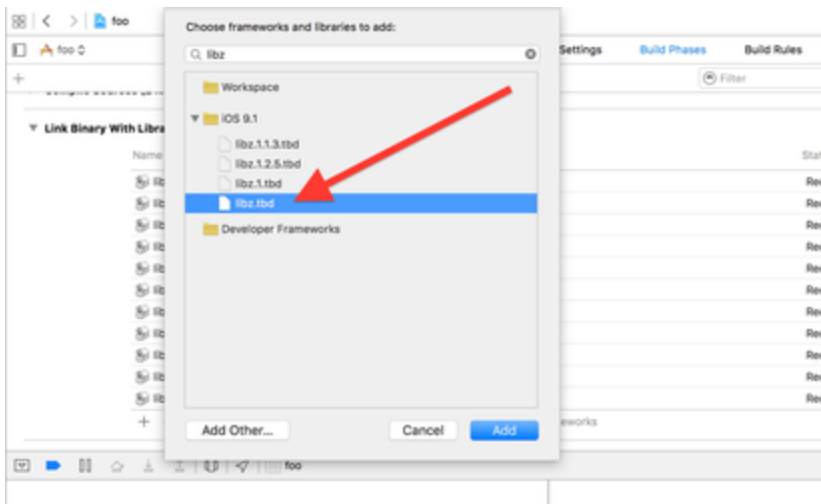 foo
Choose frameworks and libraries to add:
foo
libz
Settings
Build Phases
Build Rules
Filter
Workspace
Link Binary With Libra
iOS 9.1
Name
libz.1.1.3.tbd
libz.1.2.5.tbd
libz.1.tbd
libz.tbd
Developer Frameworks
Add Other...
Cancel
Add
eworks
foo